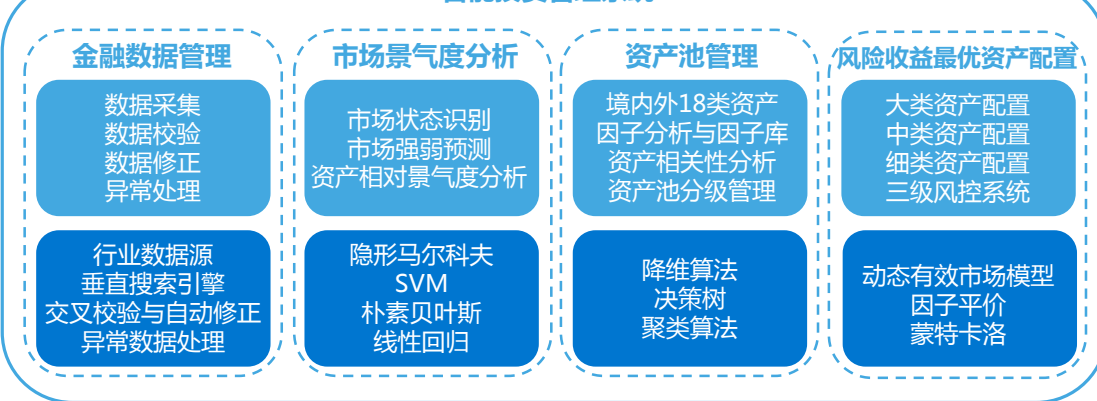 金融数据管理
数据采集
数据校验
数据修正
异常处理
行业数据源
垂直搜索引擎
交叉校验与自动修正
异常数据处理
市场景气度分析
市场状态识别
市场强弱预测
资产相对景气度分析
隐形马尔科夫
SVM
朴素贝叶斯
线性回归
资产池管理
境内外18类资产
因子分析与因子库
资产相关性分析
资产池分级管理
降维算法
决策树
聚类算法
风险收益最优资产配置
大类资产配置
中类资产配置
细类资产配置
三级风控系统
动态有效市场模型
因子平价
蒙特卡洛